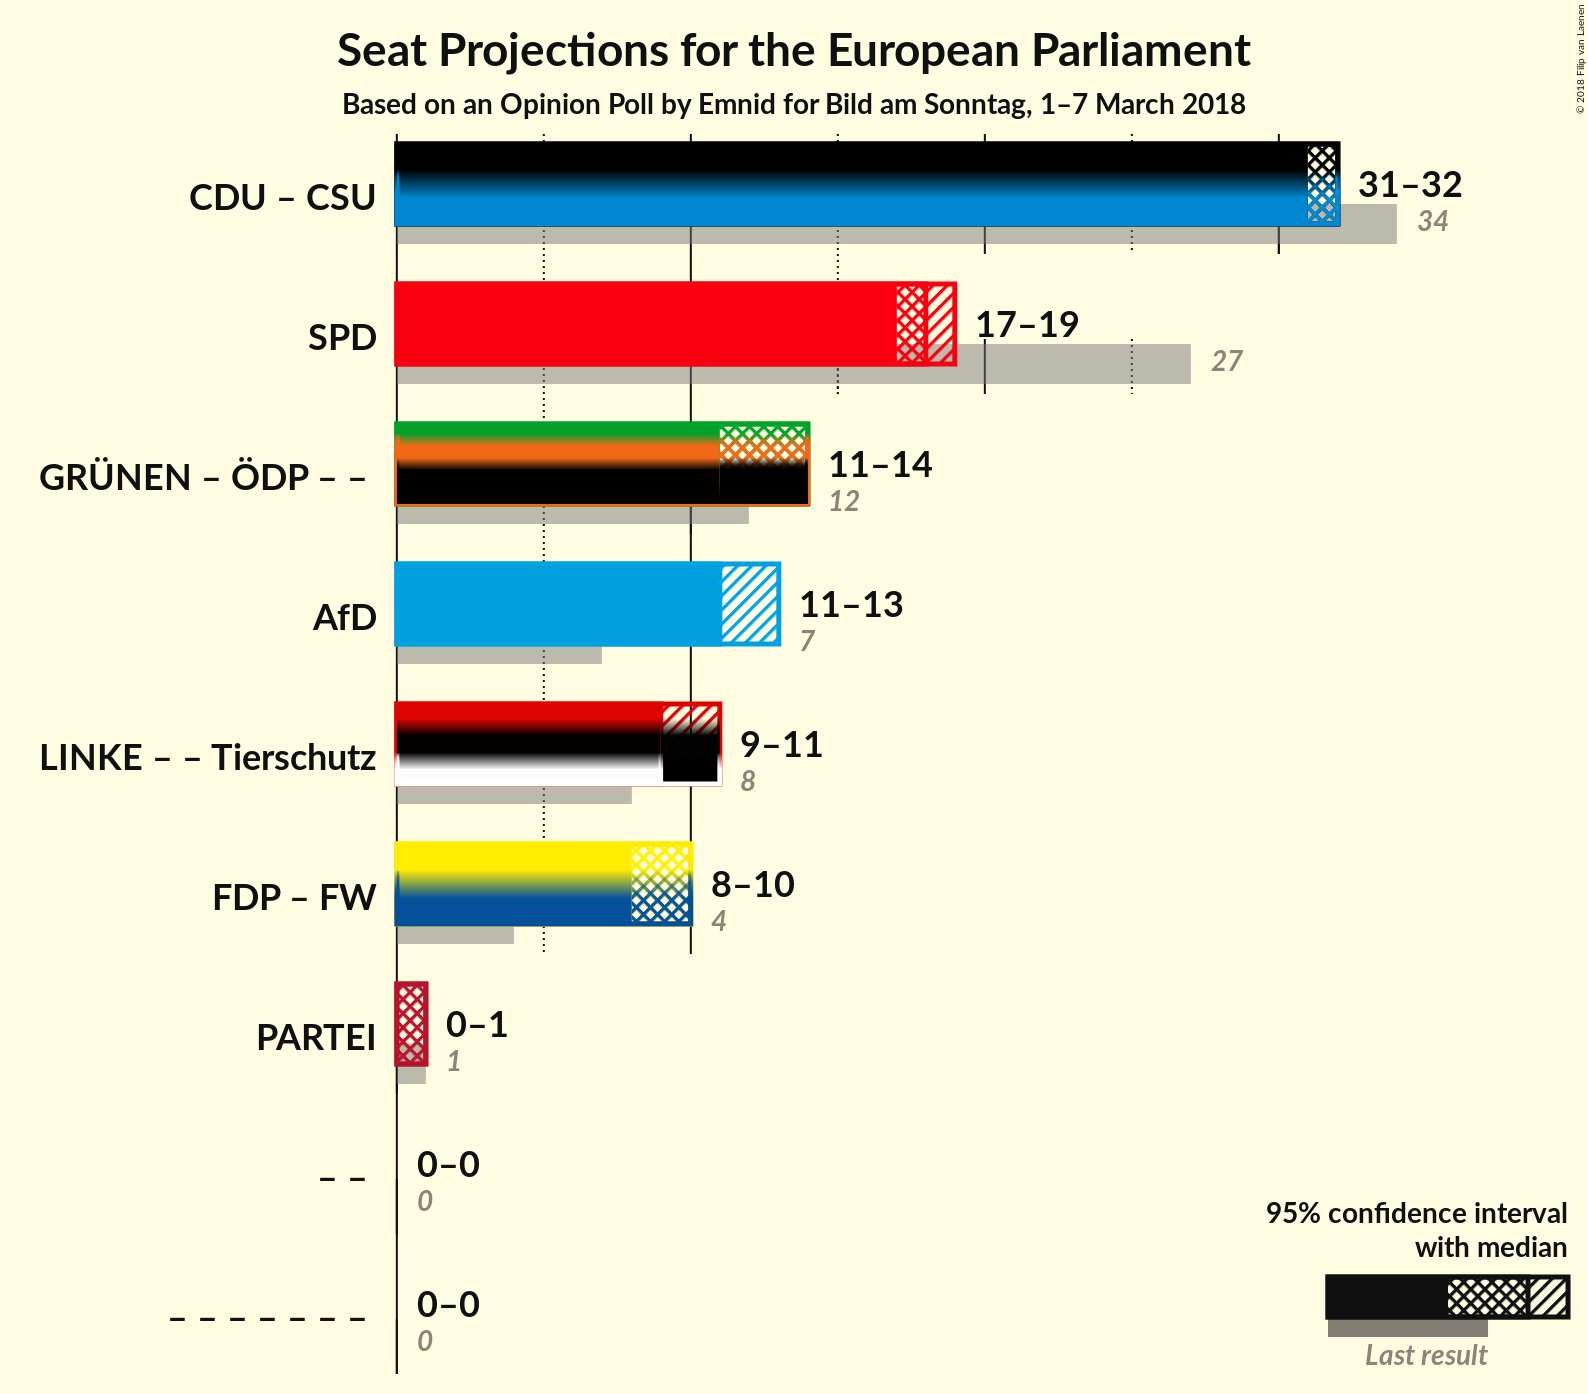 Seat Projections for the European Parliament
Based on an Opinion Poll by Emnid for Bild am Sonntag, 1–7 March 2018
© 2018 Filip van Laenen
CDU – CSU
31–32
34
SPD
17–19
27
GRÜNEN – ÖDP – –
11–14
12
AfD
11–13
7
LINKE – – Tierschutz
9–11
8
FDP – FW
8–10
4
PARTEI
0–1
1
– –
0–0
0
– – – – – – –
0–0
0
95% confidence interval
with median
Last result